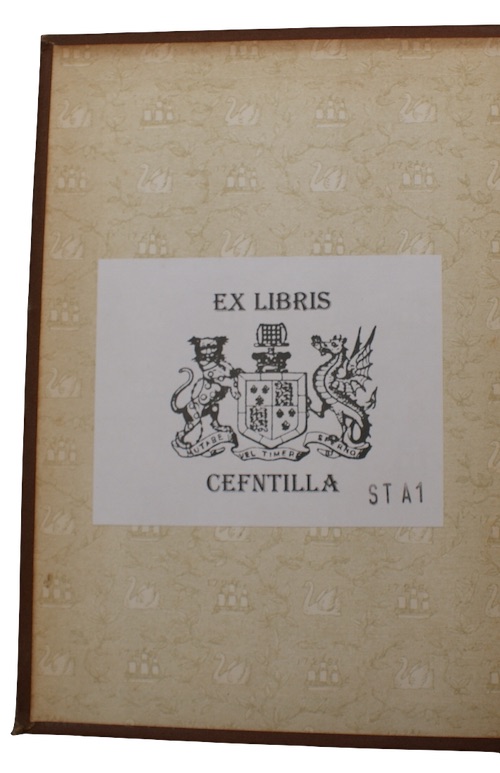 EX LIBRIS
MUTARE VEL TIMERE SPERNO
CEFNTILLA
ST A1